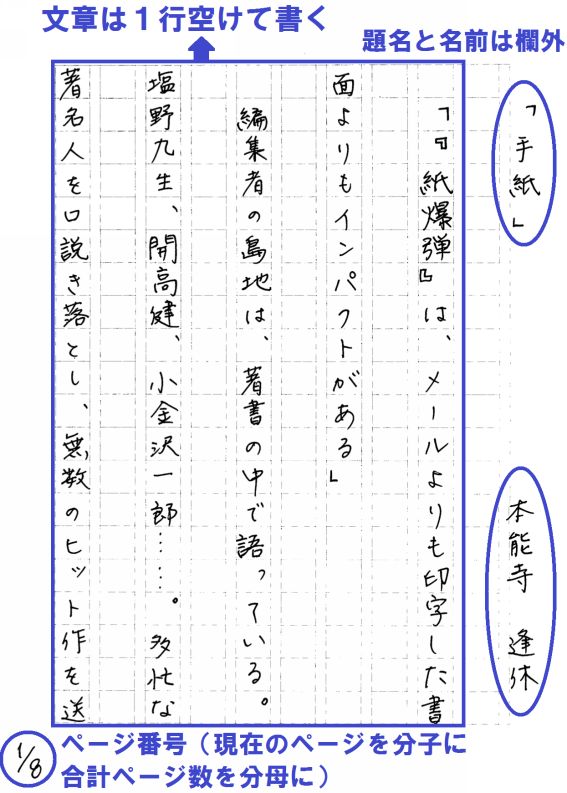 文章は１行空けて書く
題名と名前は欄外
「手紙」
本能寺　逢休
「『紙爆弾』は、メールよりも印字した書
面よりもインパクトがある」
編集者の島地は、著書の中で語っている。
塩野九生、開高健、小金沢一郎……。多忙な
著名人を口説き落とし、無数のヒット作を送
1/8
ページ番号（現在のページを分子に
合計ページ数を分母に）